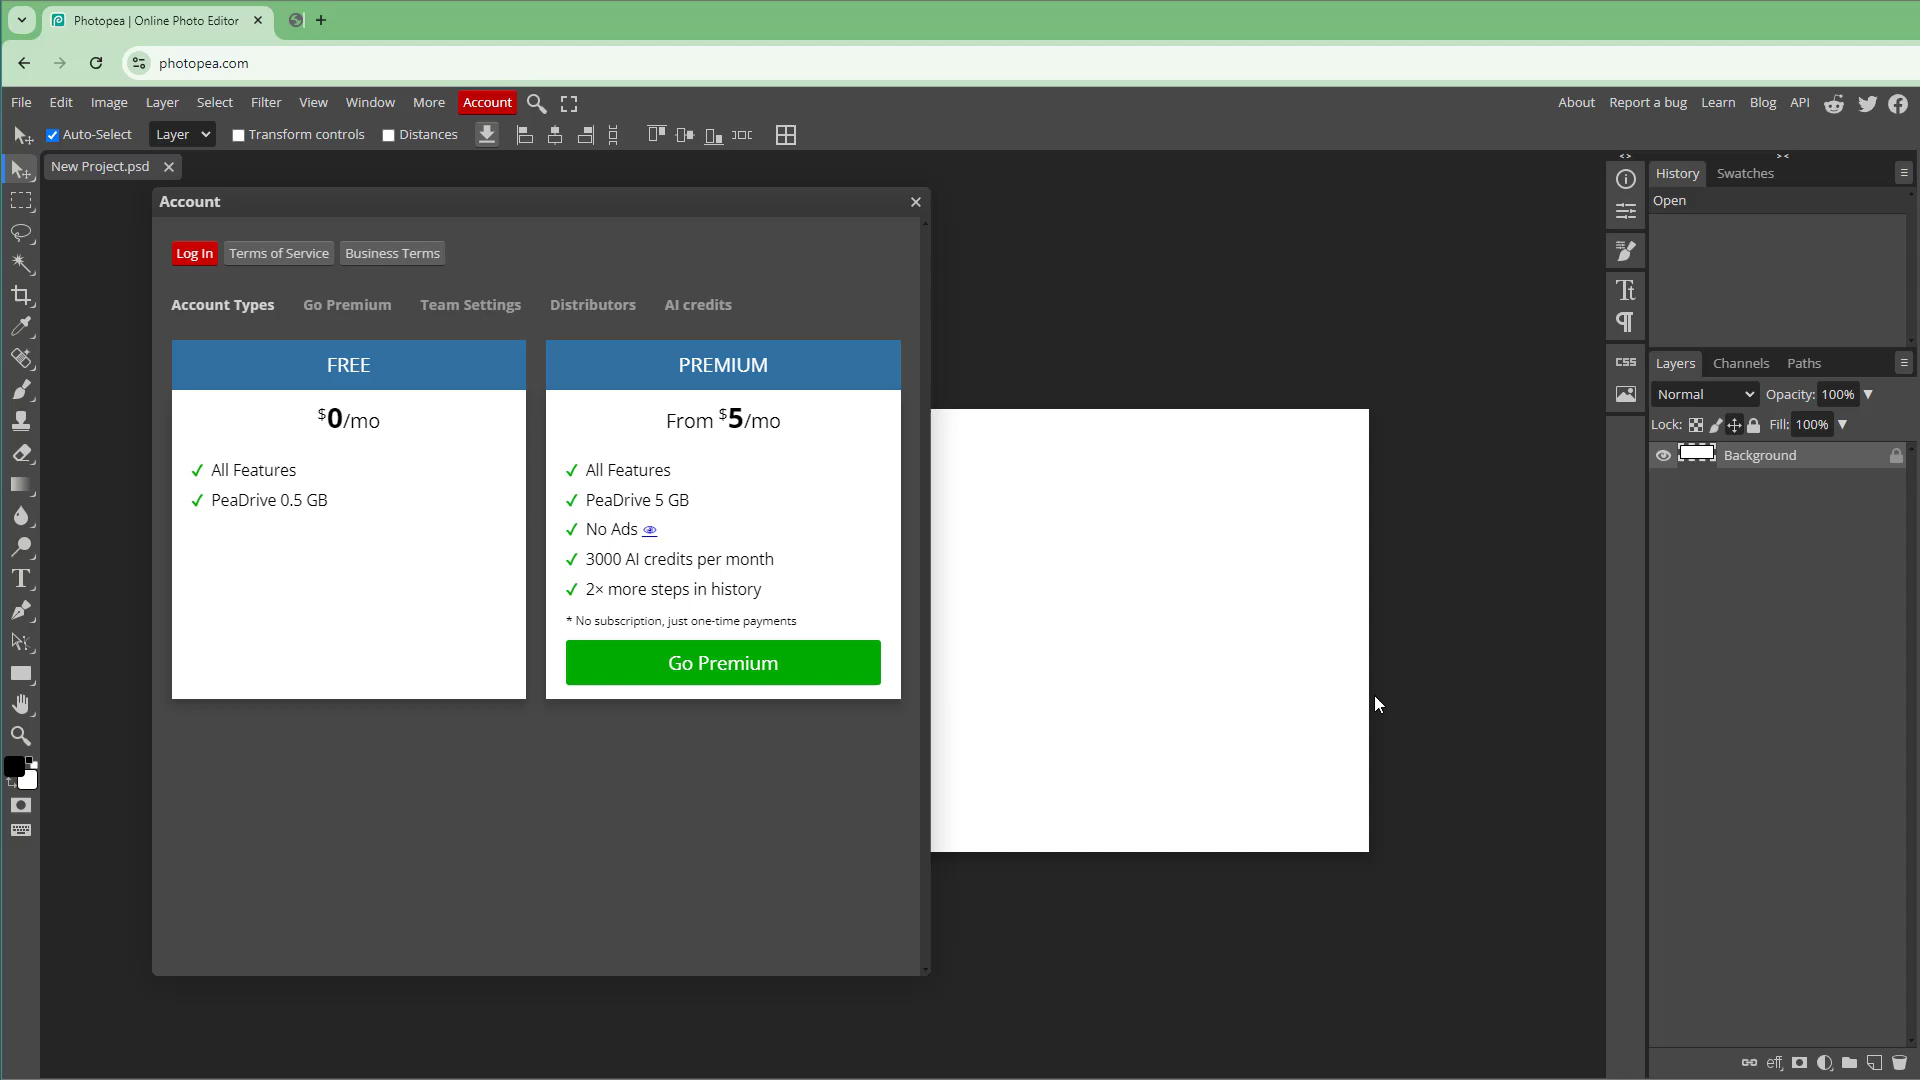 Photopea | Online Photo Editor
photopea.com
File Edit Image Layer Select Filter View Window More Account
About Report a bug Learn Blog API
Auto-Select Layer Transform controls Distances
New Project.psd
Account
Log In Terms of Service Business Terms
Account Types Go Premium Team Settings Distributors AI credits
FREE
$0/mo
✓ All Features
✓ PeaDrive 0.5 GB
PREMIUM
From $5/mo
✓ All Features
✓ PeaDrive 5 GB
✓ No Ads
✓ 3000 AI credits per month
✓ 2× more steps in history
* No subscription, just one-time payments
Go Premium
< >
> <
CSS
History Swatches
Open
Layers Channels Paths
Normal Opacity: 100%
Lock: Fill: 100%
Background
eff